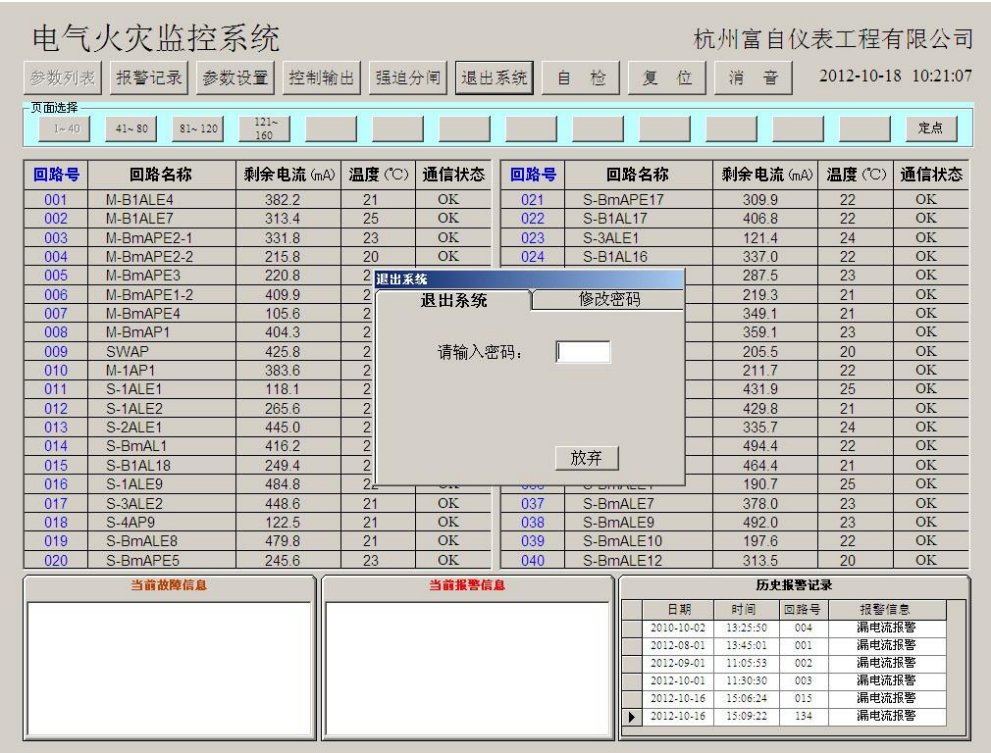 电气火灾监控系统 杭州富自仪表工程有限公司
参数列表 报警记录 参数设置 控制输出 强迫分闸 退出系统 自 检 复 位 消 音 2012-10-18 10:21:07
页面选择
1~40 41~80 81~120 121~160 定点
回路号 回路名称 剩余电流(mA) 温度(℃) 通信状态 回路号 回路名称 剩余电流(mA) 温度(℃) 通信状态
001 M-B1ALE4 382.2 21 OK 021 S-BmAPE17 309.9 22 OK
002 M-B1ALE7 313.4 25 OK 022 S-B1AL17 406.8 22 OK
003 M-BmAPE2-1 331.8 23 OK 023 S-3ALE1 121.4 24 OK
004 M-BmAPE2-2 215.8 20 OK 024 S-B1AL16 337.0 22 OK
005 M-BmAPE3 220.8 2 287.5 23 OK
006 M-BmAPE1-2 409.9 2 219.3 21 OK
007 M-BmAPE4 105.6 2 349.1 21 OK
008 M-BmAP1 404.3 2 359.1 23 OK
009 SWAP 425.8 2 205.5 20 OK
010 M-1AP1 383.6 2 211.7 22 OK
011 S-1ALE1 118.1 2 431.9 25 OK
012 S-1ALE2 265.6 2 429.8 21 OK
013 S-2ALE1 445.0 2 335.7 24 OK
014 S-BmAL1 416.2 2 494.4 22 OK
015 S-B1AL18 249.4 2 464.4 21 OK
016 S-1ALE9 484.8 190.7 25 OK
017 S-3ALE2 448.6 21 OK 037 S-BmALE7 378.0 23 OK
018 S-4AP9 122.5 21 OK 038 S-BmALE9 492.0 23 OK
019 S-BmALE8 479.8 21 OK 039 S-BmALE10 197.6 22 OK
020 S-BmAPE5 245.6 23 OK 040 S-BmALE12 313.5 20 OK
退出系统
退出系统 修改密码
请输入密码：
放弃
当前故障信息 当前报警信息 历史报警记录
日期 时间 回路号 报警信息
2010-10-02 13:25:50 004 漏电流报警
2012-08-01 13:45:01 001 漏电流报警
2012-09-01 11:05:53 002 漏电流报警
2012-10-01 11:30:30 003 漏电流报警
2012-10-16 15:06:24 015 漏电流报警
2012-10-16 15:09:22 134 漏电流报警